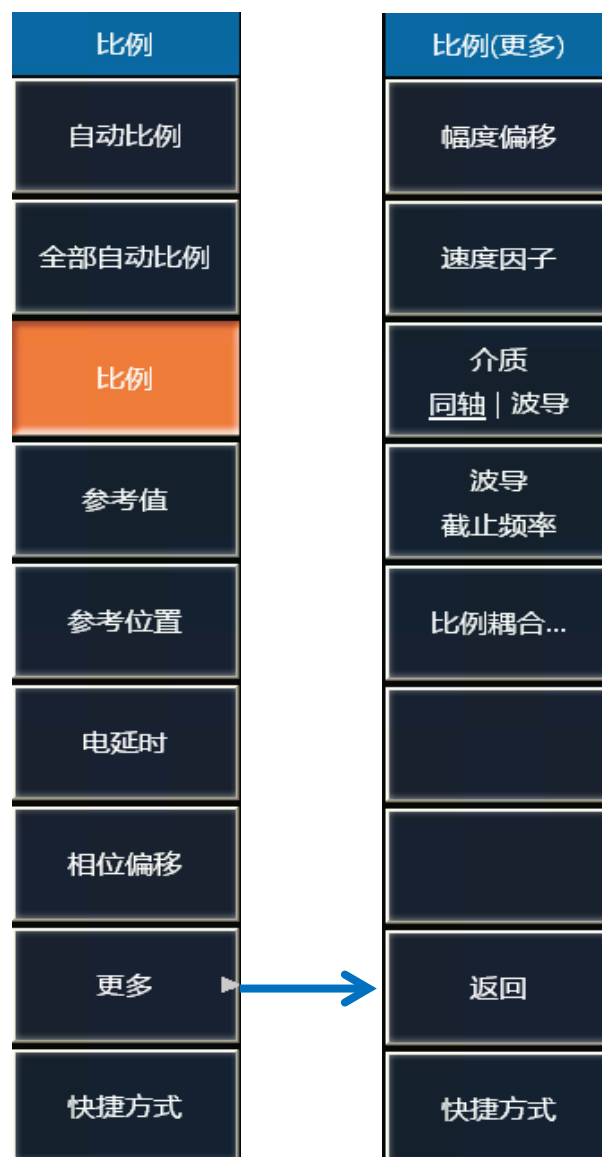 比例
自动比例
全部自动比例
比例
参考值
参考位置
电延时
相位偏移
更多
快捷方式
比例(更多)
幅度偏移
速度因子
介质
同轴 | 波导
波导
截止频率
比例耦合...
返回
快捷方式